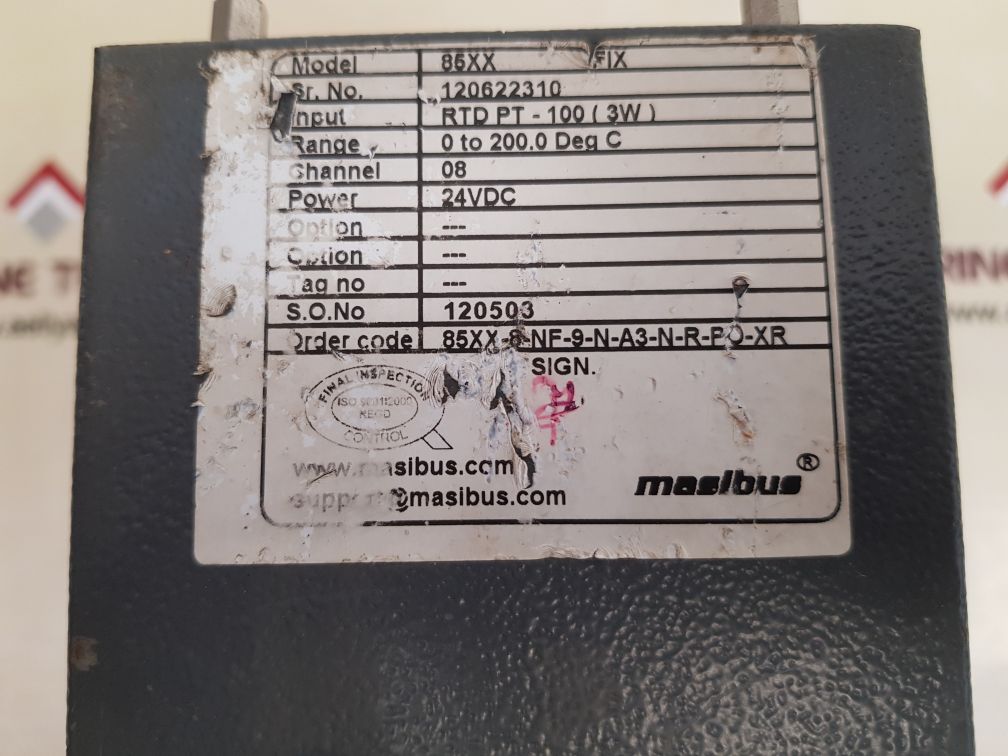 Model 85XX FIX
Sr. No. 120622310
Input RTD PT - 100 ( 3W )
Range 0 to 200.0 Deg C
Channel 08
Power 24VDC
Option ---
Option ---
Tag no ---
S.O.No 120503
Order code 85XX-8-NF-9-N-A3-N-R-PO-XR
SIGN.
FINAL INSPECTION
ISO 9001:2000
REGD
CONTROL
www.masibus.com
support@masibus.com
masibus®